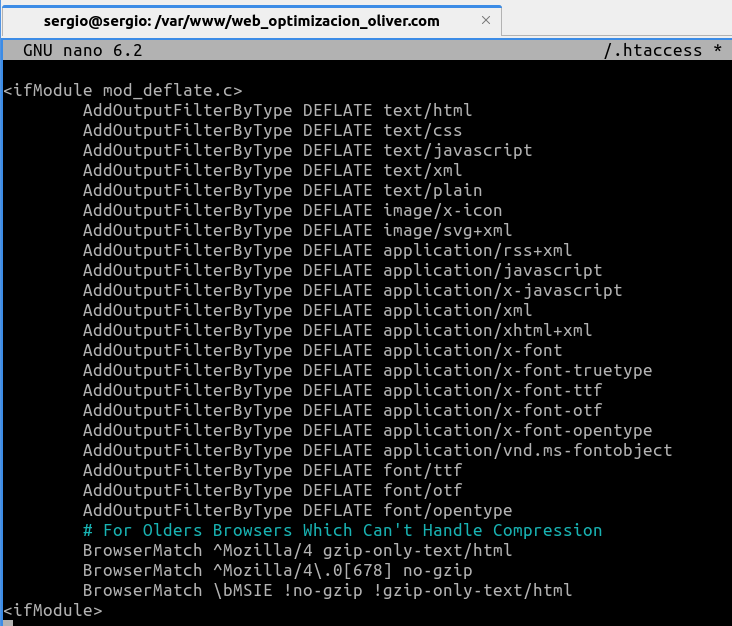 sergio@sergio: /var/www/web_optimizacion_oliver.com ×
GNU nano 6.2 /.htaccess *
<ifModule mod_deflate.c>
AddOutputFilterByType DEFLATE text/html
AddOutputFilterByType DEFLATE text/css
AddOutputFilterByType DEFLATE text/javascript
AddOutputFilterByType DEFLATE text/xml
AddOutputFilterByType DEFLATE text/plain
AddOutputFilterByType DEFLATE image/x-icon
AddOutputFilterByType DEFLATE image/svg+xml
AddOutputFilterByType DEFLATE application/rss+xml
AddOutputFilterByType DEFLATE application/javascript
AddOutputFilterByType DEFLATE application/x-javascript
AddOutputFilterByType DEFLATE application/xml
AddOutputFilterByType DEFLATE application/xhtml+xml
AddOutputFilterByType DEFLATE application/x-font
AddOutputFilterByType DEFLATE application/x-font-truetype
AddOutputFilterByType DEFLATE application/x-font-ttf
AddOutputFilterByType DEFLATE application/x-font-otf
AddOutputFilterByType DEFLATE application/x-font-opentype
AddOutputFilterByType DEFLATE application/vnd.ms-fontobject
AddOutputFilterByType DEFLATE font/ttf
AddOutputFilterByType DEFLATE font/otf
AddOutputFilterByType DEFLATE font/opentype
# For Olders Browsers Which Can't Handle Compression
BrowserMatch ^Mozilla/4 gzip-only-text/html
BrowserMatch ^Mozilla/4\.0[678] no-gzip
BrowserMatch \bMSIE !no-gzip !gzip-only-text/html
<ifModule>